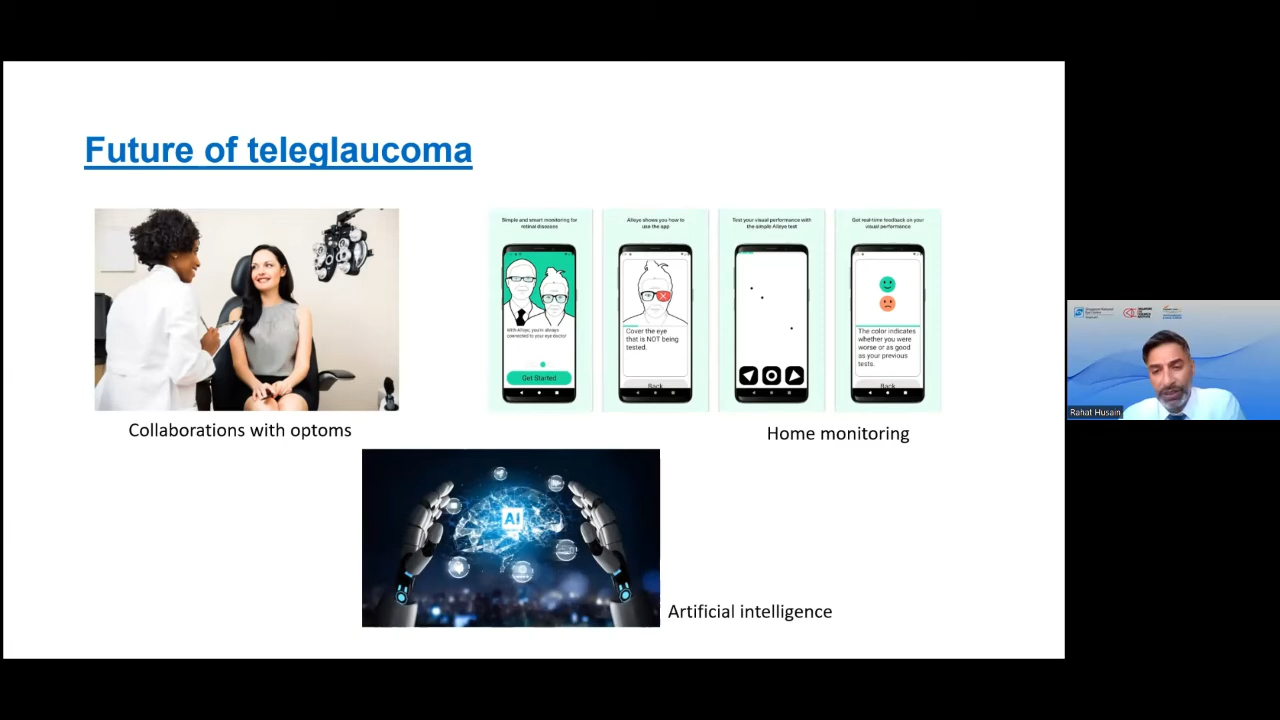 Future of teleglaucoma
Simple and smart monitoring for
retinal diseases
With Alleye, you're always
connected to your eye doctor
Get Started
Alleye shows you how to
use the app
Cover the eye
that is NOT being
tested.
Back
Test your visual performance with
the simple Alleye test
Get real-time feedback on your
visual performance
The color indicates
whether you were
worse or as good
as your previous
tests.
Back
Collaborations with optoms
Home monitoring
AI
Artificial intelligence
Singapore National
Eye Centre
Rahat Husain